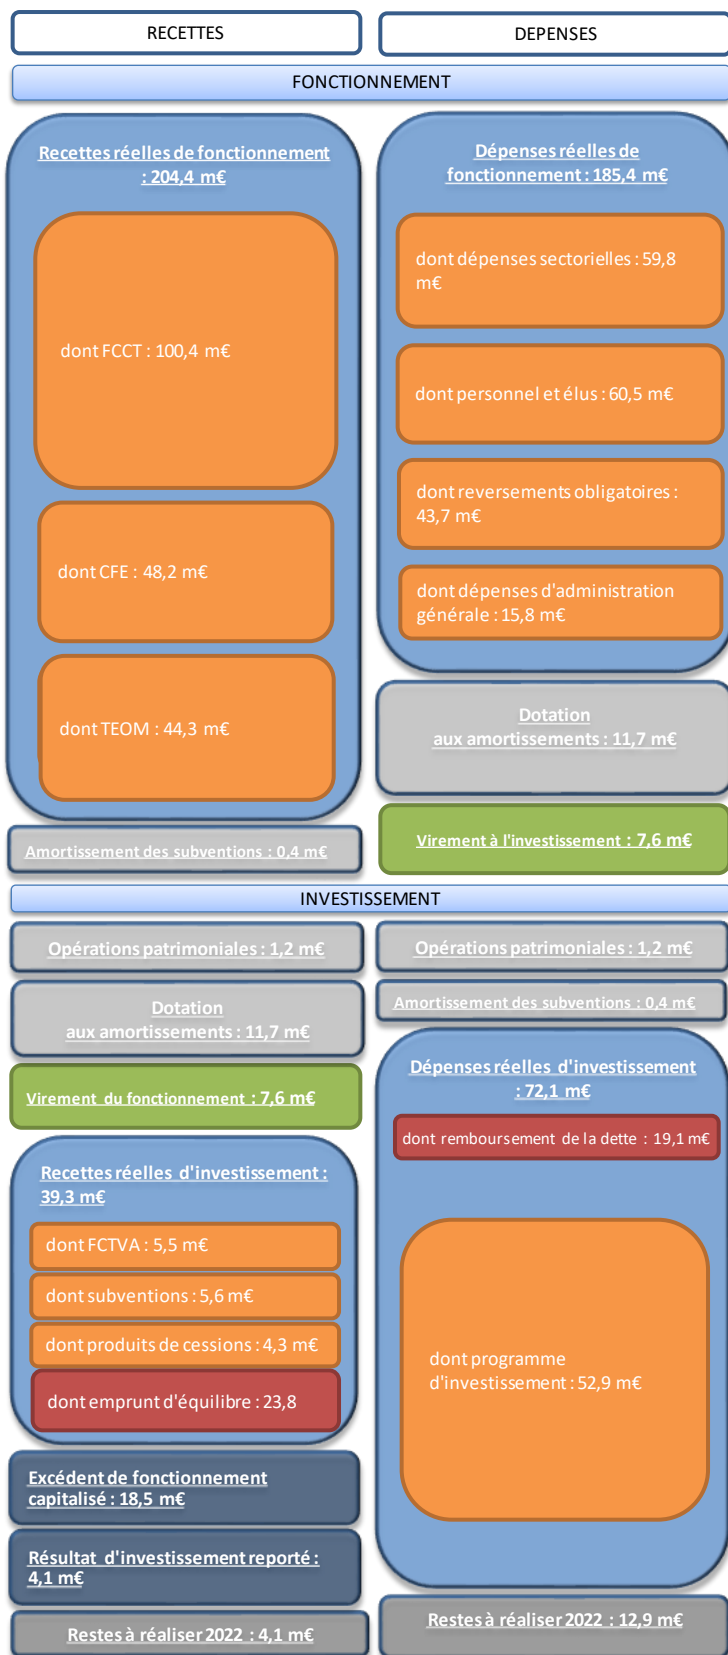 RECETTES
DEPENSES
FONCTIONNEMENT
Recettes réelles de fonctionnement
: 204,4 m€
dont FCCT : 100,4 m€
dont CFE : 48,2 m€
dont TEOM : 44,3 m€
Amortissement des subventions : 0,4 m€
Dépenses réelles de
fonctionnement : 185,4 m€
dont dépenses sectorielles : 59,8
m€
dont personnel et élus : 60,5 m€
dont reversements obligatoires :
43,7 m€
dont dépenses d'administration
générale : 15,8 m€
Dotation
aux amortissements : 11,7 m€
Virement à l'investissement : 7,6 m€
INVESTISSEMENT
Opérations patrimoniales : 1,2 m€
Dotation
aux amortissements : 11,7 m€
Virement du fonctionnement : 7,6 m€
Recettes réelles d'investissement :
39,3 m€
dont FCTVA : 5,5 m€
dont subventions : 5,6 m€
dont produits de cessions : 4,3 m€
dont emprunt d'équilibre : 23,8
Excédent de fonctionnement
capitalisé : 18,5 m€
Résultat d'investissement reporté :
4,1 m€
Restes à réaliser 2022 : 4,1 m€
Opérations patrimoniales : 1,2 m€
Amortissement des subventions : 0,4 m€
Dépenses réelles d'investissement
: 72,1 m€
dont remboursement de la dette : 19,1 m€
dont programme
d'investissement : 52,9 m€
Restes à réaliser 2022 : 12,9 m€